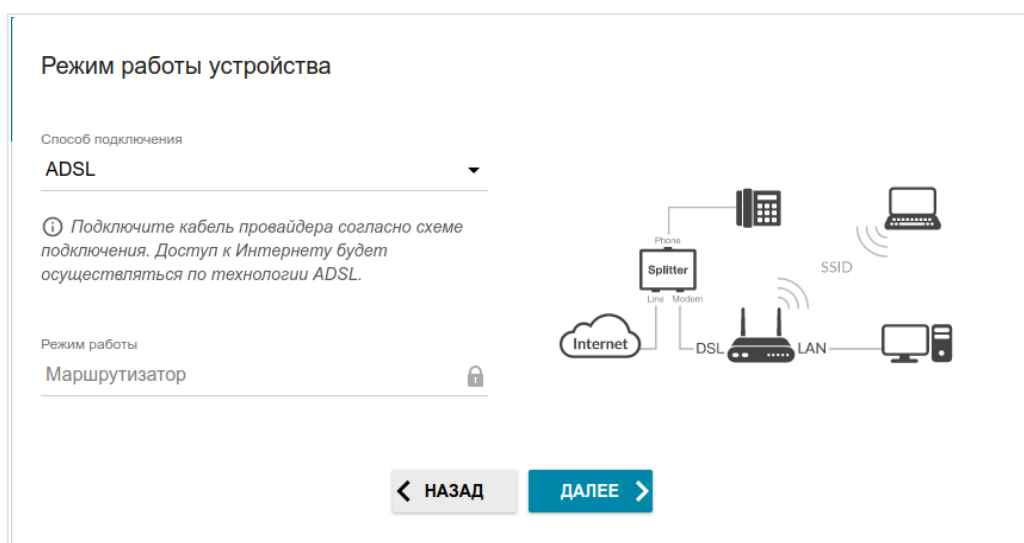 Режим работы устройства
Способ подключения
ADSL
Подключите кабель провайдера согласно схеме
подключения. Доступ к Интернету будет
осуществляться по технологии ADSL.
Режим работы
Маршрутизатор
Phone
Splitter
Line Modem
SSID
Internet
DSL
LAN
НАЗАД
ДАЛЕЕ